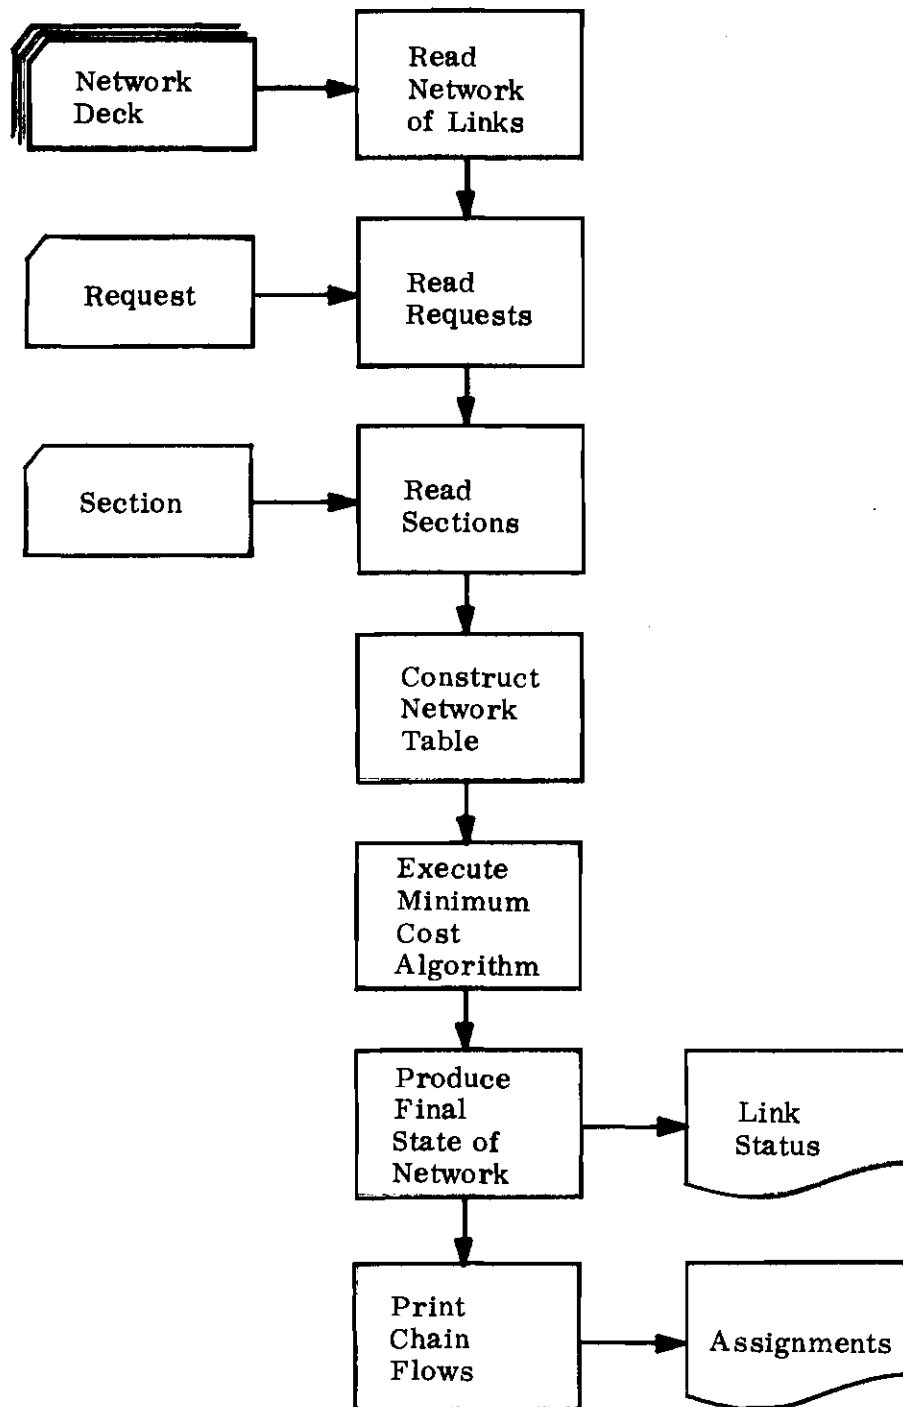 Network
Deck
Read
Network
of Links
Request
Read
Requests
Section
Read
Sections
Construct
Network
Table
Execute
Minimum
Cost
Algorithm
Produce
Final
State of
Network
Link
Status
Print
Chain
Flows
Assignments